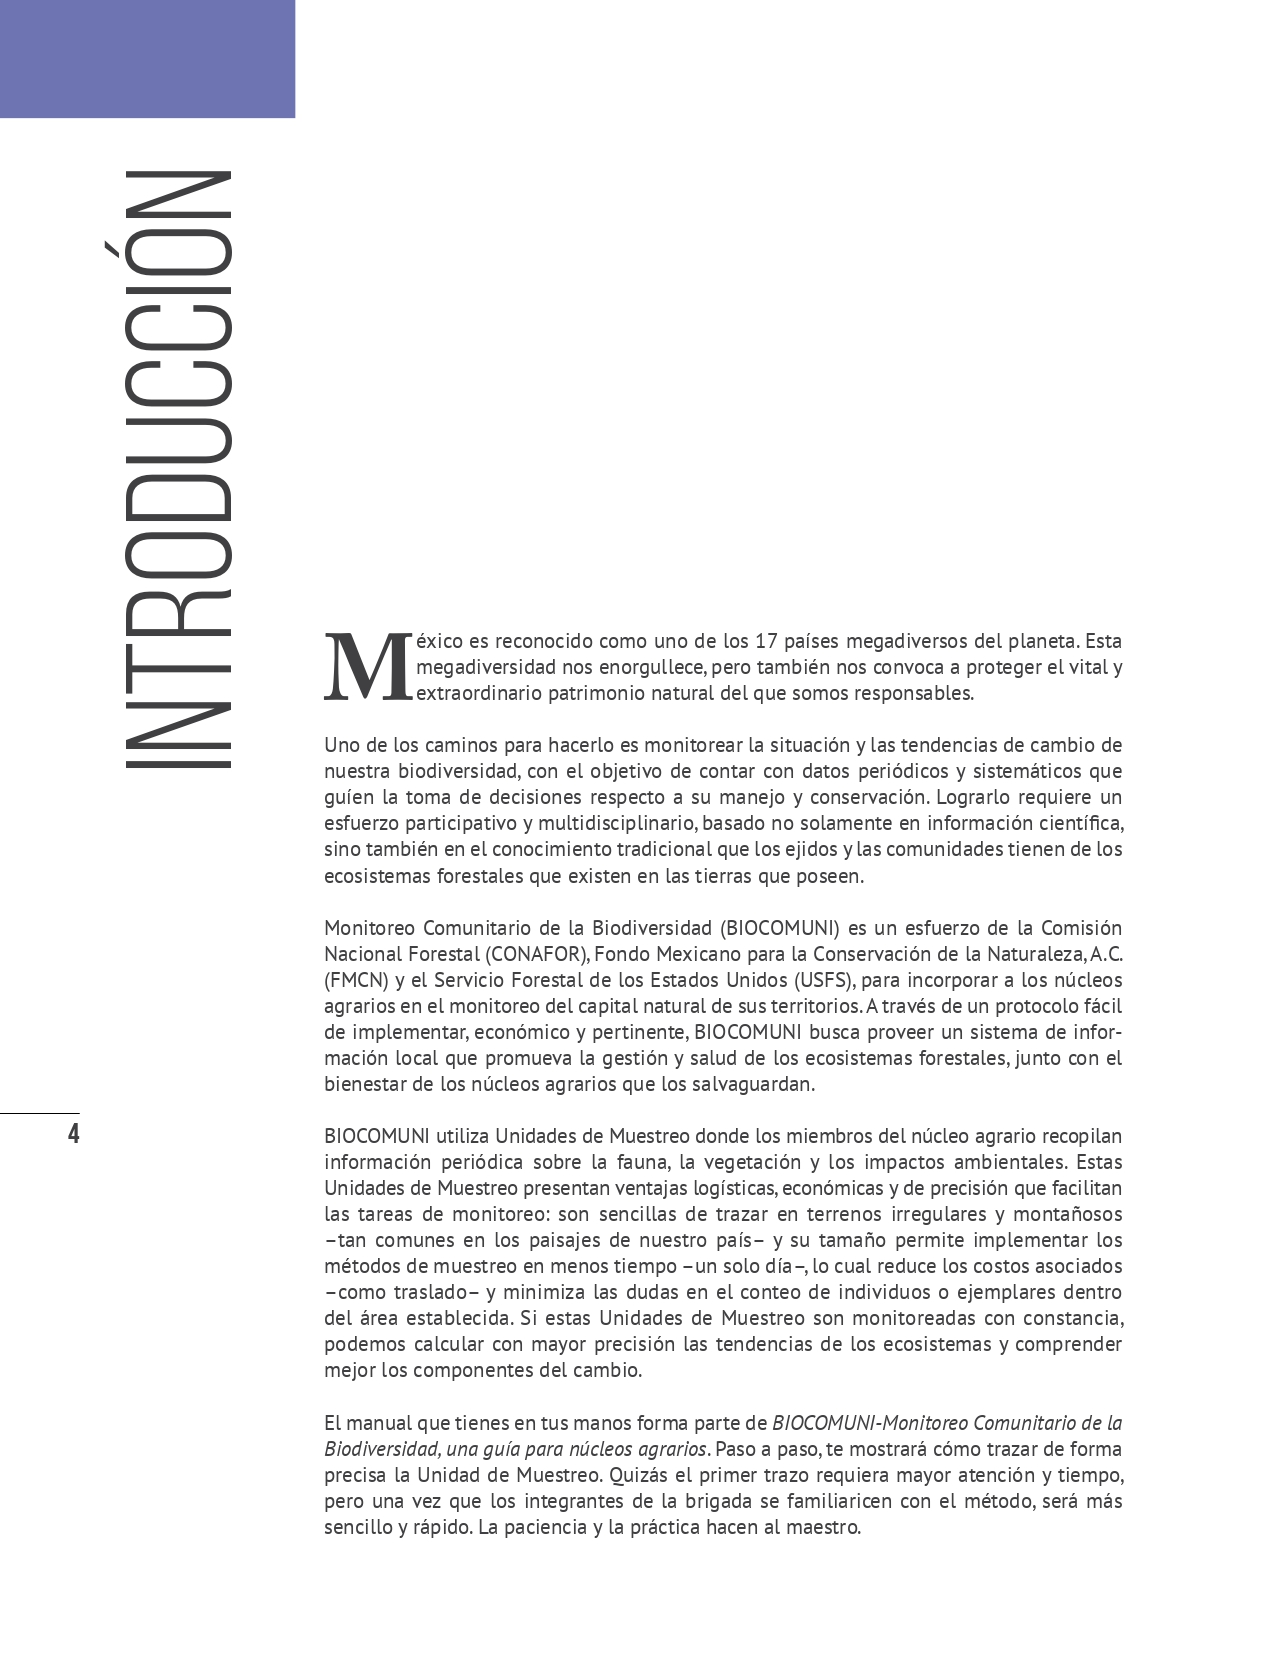 INTRODUCCIÓN
México es reconocido como uno de los 17 países megadiversos del planeta. Esta
megadiversidad nos enorgullece, pero también nos convoca a proteger el vital y
extraordinario patrimonio natural del que somos responsables.
Uno de los caminos para hacerlo es monitorear la situación y las tendencias de cambio de
nuestra biodiversidad, con el objetivo de contar con datos periódicos y sistemáticos que
guíen la toma de decisiones respecto a su manejo y conservación. Lograrlo requiere un
esfuerzo participativo y multidisciplinario, basado no solamente en información científica,
sino también en el conocimiento tradicional que los ejidos y las comunidades tienen de los
ecosistemas forestales que existen en las tierras que poseen.
Monitoreo Comunitario de la Biodiversidad (BIOCOMUNI) es un esfuerzo de la Comisión
Nacional Forestal (CONAFOR), Fondo Mexicano para la Conservación de la Naturaleza, A.C.
(FMCN) y el Servicio Forestal de los Estados Unidos (USFS), para incorporar a los núcleos
agrarios en el monitoreo del capital natural de sus territorios. A través de un protocolo fácil
de implementar, económico y pertinente, BIOCOMUNI busca proveer un sistema de infor-
mación local que promueva la gestión y salud de los ecosistemas forestales, junto con el
bienestar de los núcleos agrarios que los salvaguardan.
BIOCOMUNI utiliza Unidades de Muestreo donde los miembros del núcleo agrario recopilan
información periódica sobre la fauna, la vegetación y los impactos ambientales. Estas
Unidades de Muestreo presentan ventajas logísticas, económicas y de precisión que facilitan
las tareas de monitoreo: son sencillas de trazar en terrenos irregulares y montañosos
–tan comunes en los paisajes de nuestro país– y su tamaño permite implementar los
métodos de muestreo en menos tiempo –un solo día–, lo cual reduce los costos asociados
–como traslado– y minimiza las dudas en el conteo de individuos o ejemplares dentro
del área establecida. Si estas Unidades de Muestreo son monitoreadas con constancia,
podemos calcular con mayor precisión las tendencias de los ecosistemas y comprender
mejor los componentes del cambio.
El manual que tienes en tus manos forma parte de BIOCOMUNI-Monitoreo Comunitario de la
Biodiversidad, una guía para núcleos agrarios. Paso a paso, te mostrará cómo trazar de forma
precisa la Unidad de Muestreo. Quizás el primer trazo requiera mayor atención y tiempo,
pero una vez que los integrantes de la brigada se familiaricen con el método, será más
sencillo y rápido. La paciencia y la práctica hacen al maestro.
4